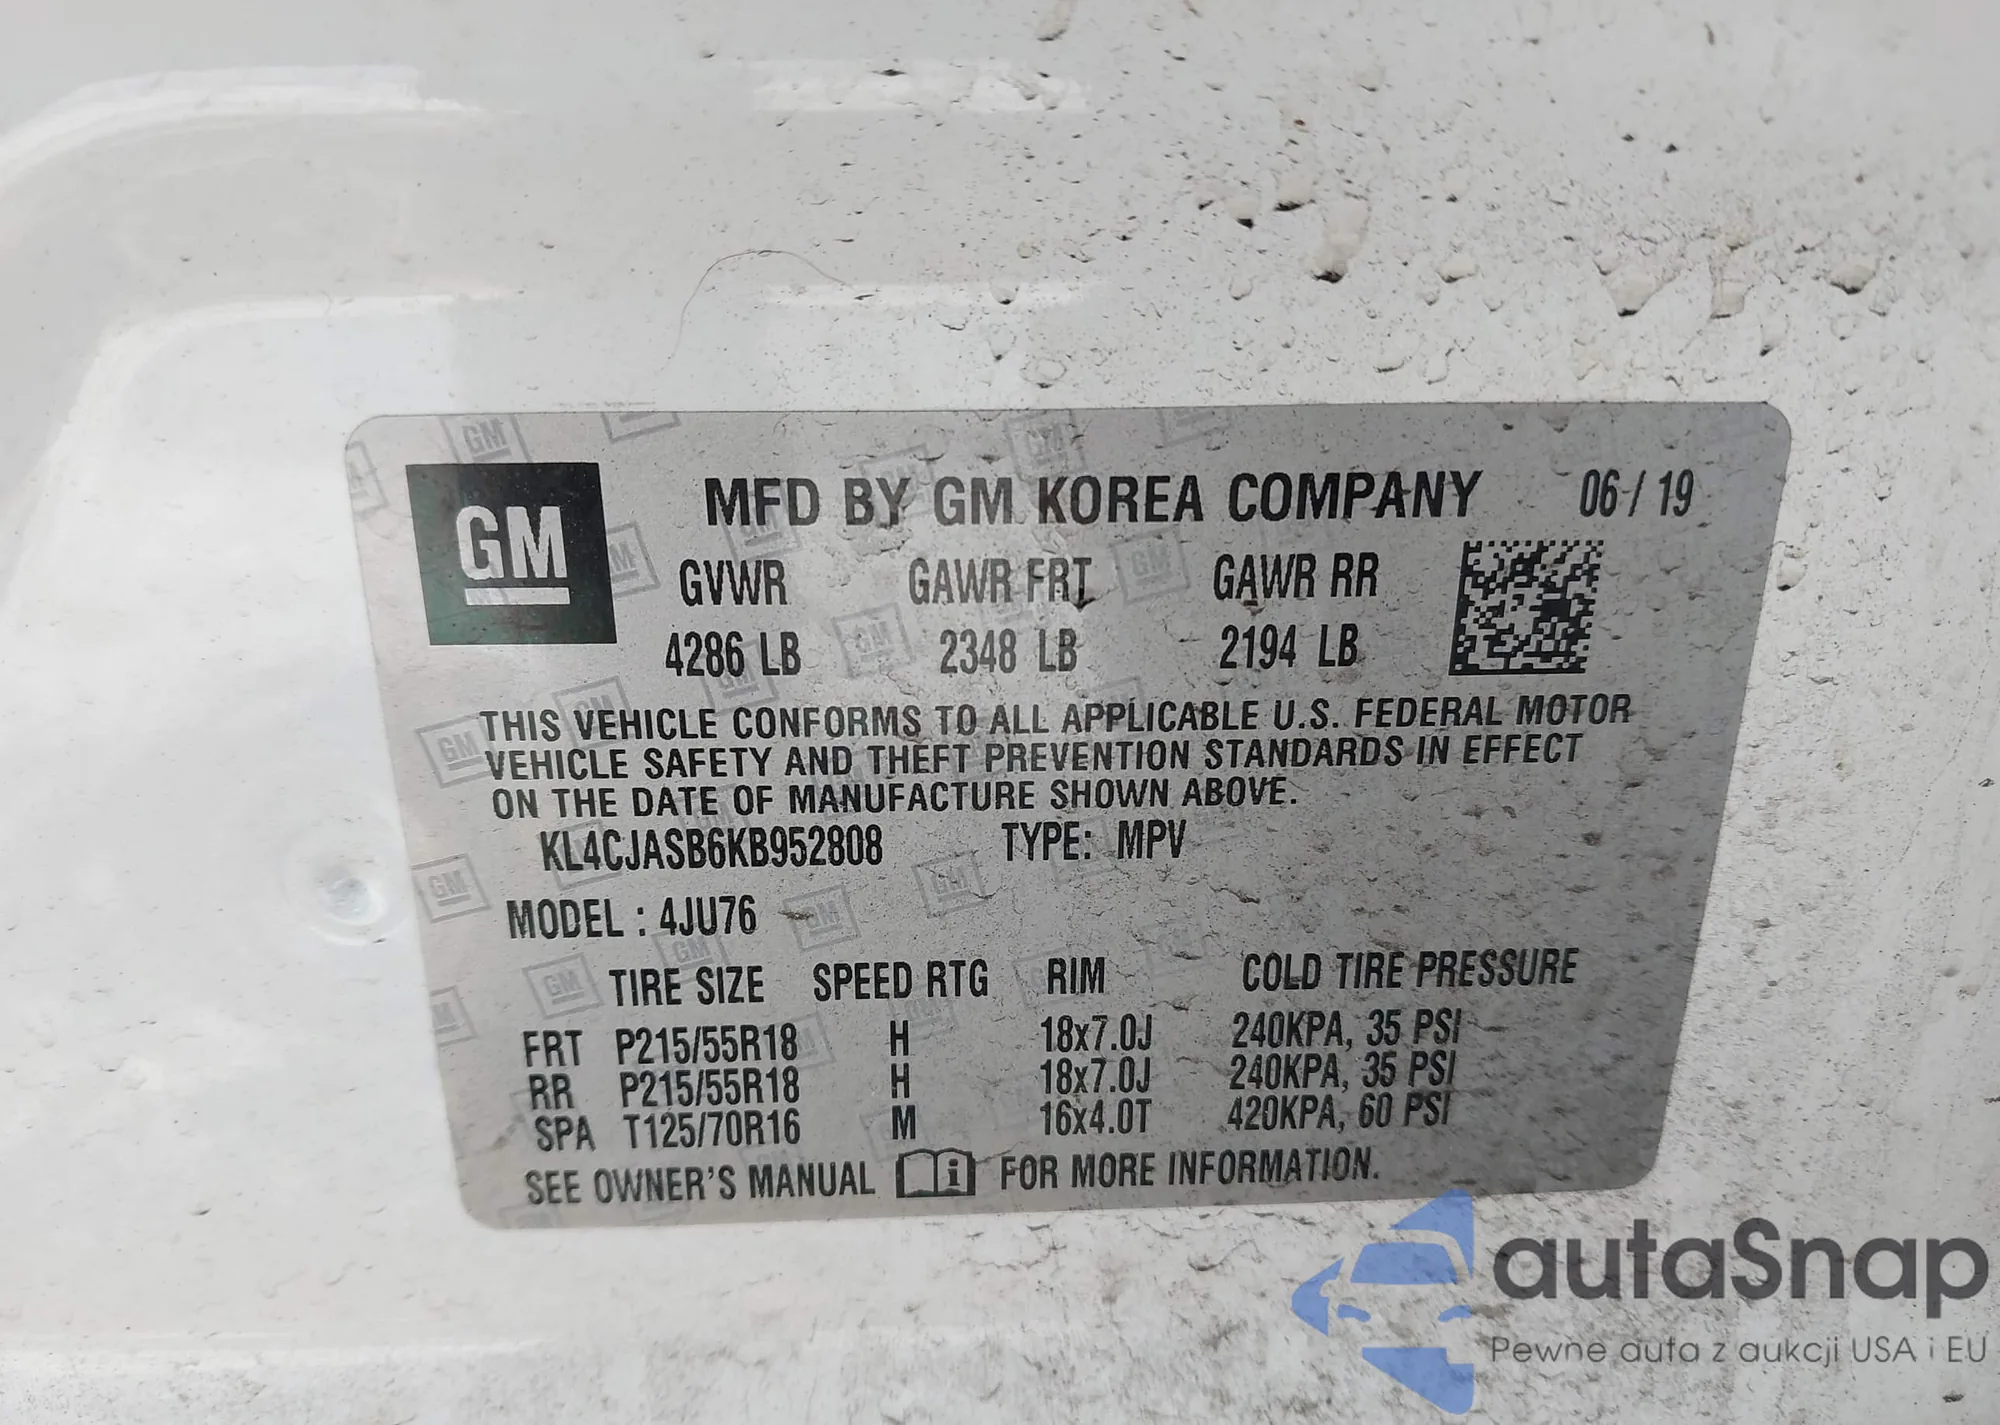 GM
MFD BY GM KOREA COMPANY 06 / 19
GVWR GAWR FRT GAWR RR
4286 LB 2348 LB 2194 LB
THIS VEHICLE CONFORMS TO ALL APPLICABLE U.S. FEDERAL MOTOR
VEHICLE SAFETY AND THEFT PREVENTION STANDARDS IN EFFECT
ON THE DATE OF MANUFACTURE SHOWN ABOVE.
KL4CJASB6KB952808 TYPE: MPV
MODEL : 4JU76
TIRE SIZE SPEED RTG RIM COLD TIRE PRESSURE
FRT P215/55R18 H 18x7.0J 240KPA, 35 PSI
RR P215/55R18 H 18x7.0J 240KPA, 35 PSI
SPA T125/70R16 M 16x4.0T 420KPA, 60 PSI
SEE OWNER'S MANUAL i FOR MORE INFORMATION.
autaSnap
Pewne auta z aukcji USA i EU